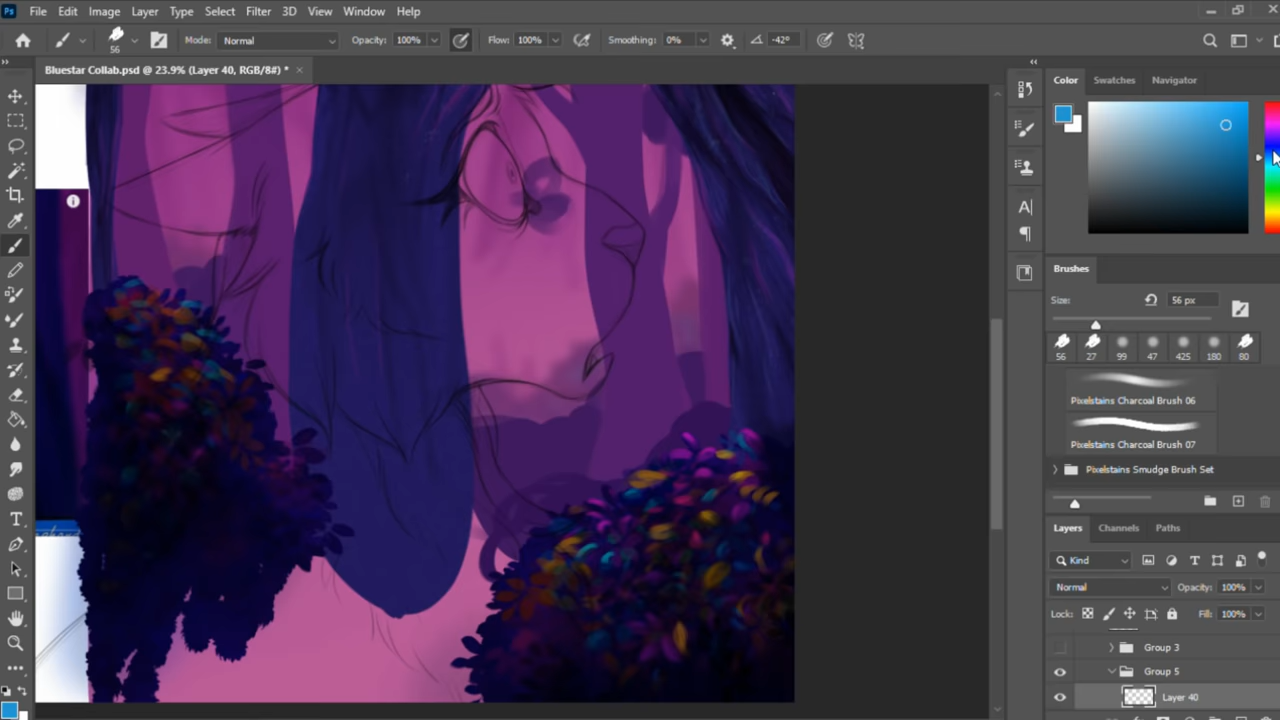 Ps File Edit Image Layer Type Select Filter 3D View Window Help
56 Mode: Normal Opacity: 100% Flow: 100% Smoothing: 0% -42°
Bluestar Collab.psd @ 23.9% (Layer 40, RGB/8#) * ×
Color Swatches Navigator
Brushes
Size: 56 px
56 27 99 47 425 180 80
Pixelstains Charcoal Brush 06
Pixelstains Charcoal Brush 07
Pixelstains Smudge Brush Set
Layers Channels Paths
Kind
Normal Opacity: 100%
Lock: Fill: 100%
Group 3
Group 5
Layer 40